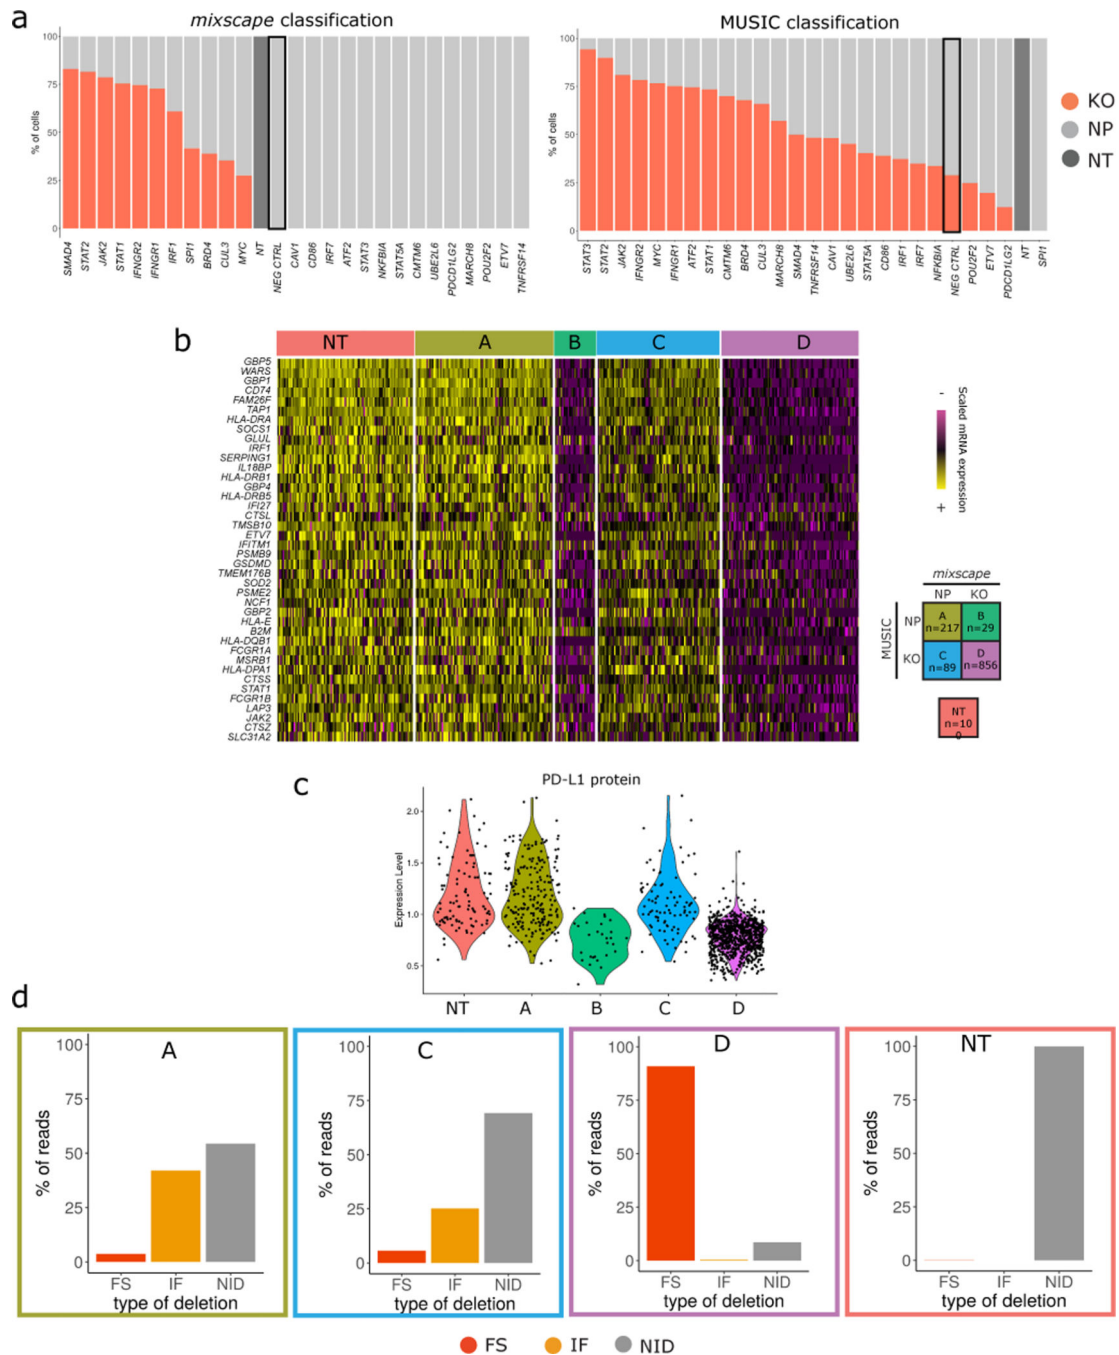 a
mixscape classification
MUSIC classification
100
75
50
25
0
% of cells
SMAD4
STAT2
JAK2
STAT1
IFNGR2
IFNGR1
IRF1
SPI1
BRD4
CUL3
MYC
NT
NEG CTRL
CAV1
CD86
IRF7
ATF2
STAT3
NKFBIA
STAT5A
CMTM6
UBE2L6
PDCD1LG2
MARCH8
POU2F2
ETV7
TNFRSF14
100
75
50
25
0
% of cells
STAT3
STAT2
JAK2
IFNGR2
MYC
IFNGR1
ATF2
STAT1
CMTM6
BRD4
CUL3
MARCH8
SMAD4
TNFRSF14
CAV1
UBE2L6
STAT5A
CD86
IRF1
IRF7
NFKBIA
NEG CTRL
POU2F2
ETV7
PDCD1LG2
NT
SPI1
KO
NP
NT
b
NT A B C D
GBP5
WARS
GBP1
CD74
FAM26F
TAP1
HLA-DRA
SOCS1
GLUL
IRF1
SERPING1
IL18BP
HLA-DRB1
GBP4
HLA-DRB5
IFI27
CTSL
TMSB10
ETV7
IFITM1
PSMB9
GSDMD
TMEM176B
SOD2
PSME2
NCF1
GBP2
HLA-E
B2M
HLA-DQB1
FCGR1A
MSRB1
HLA-DPA1
CTSS
STAT1
FCGR1B
LAP3
JAK2
CTSZ
SLC31A2
-
+
Scaled mRNA expression
mixscape
NP KO
MUSIC
NP
KO
A
n=217
B
n=29
C
n=89
D
n=856
NT
n=10
0
c
PD-L1 protein
Expression Level
2.0
1.5
1.0
0.5
NT A B C D
d
A
% of reads
100
75
50
25
0
FS IF NID
type of deletion
C
% of reads
100
75
50
25
0
FS IF NID
type of deletion
D
% of reads
100
75
50
25
0
FS IF NID
type of deletion
NT
% of reads
100
75
50
25
0
FS IF NID
type of deletion
FS IF NID